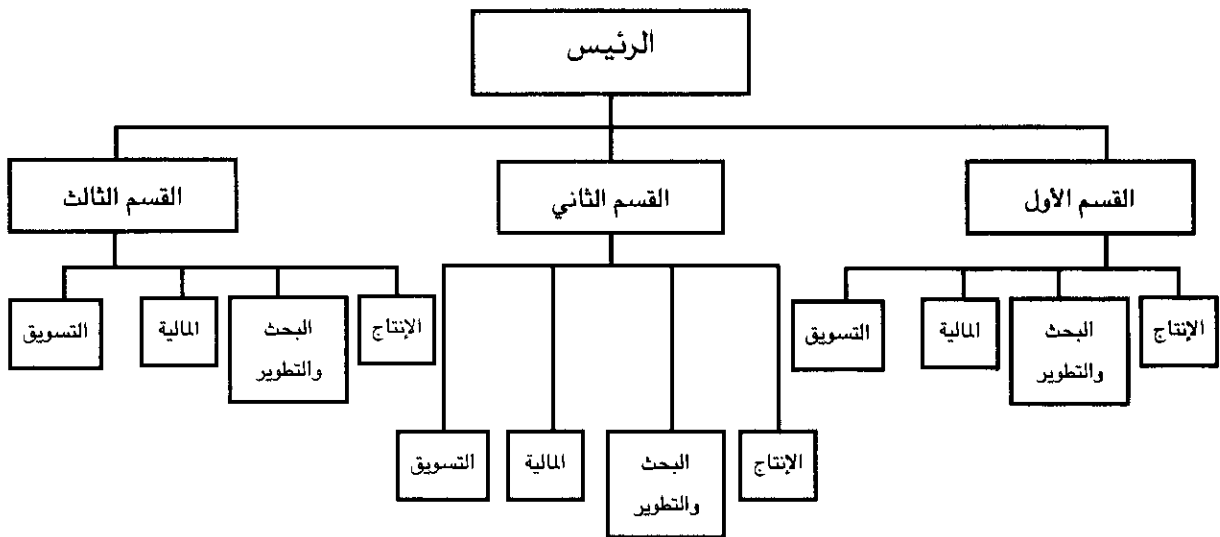 الرئيس
القسم الأول
القسم الثاني
القسم الثالث
الإنتاج
البحث
والتطوير
المالية
التسويق
الإنتاج
البحث
والتطوير
المالية
التسويق
الإنتاج
البحث
والتطوير
المالية
التسويق